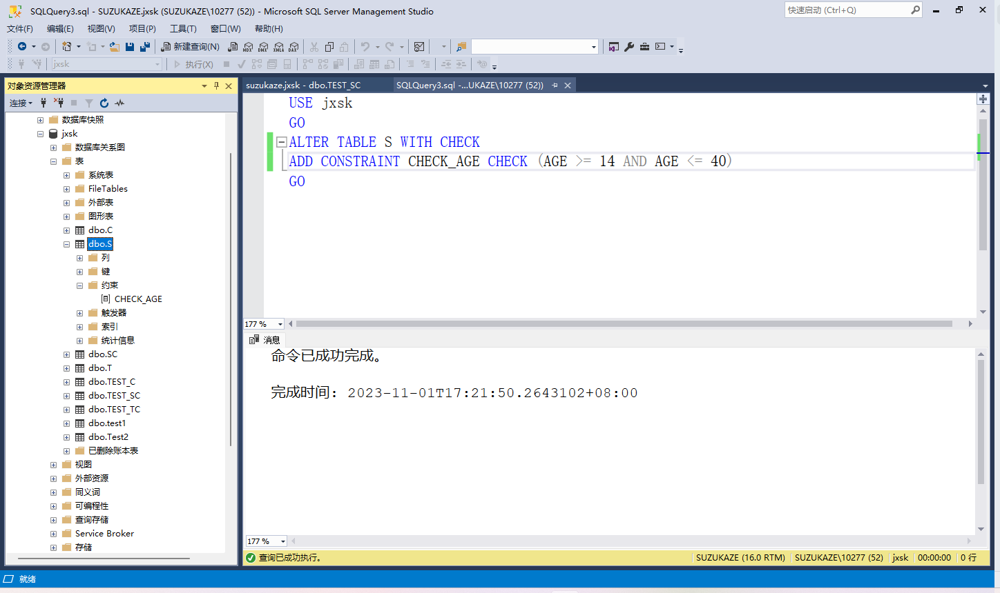 SQLQuery3.sql - SUZUKAZE.jxsk (SUZUKAZE\10277 (52)) - Microsoft SQL Server Management Studio
快速启动 (Ctrl+Q)
文件(F) 编辑(E) 视图(V) 项目(P) 工具(T) 窗口(W) 帮助(H)
新建查询(N) MDX DMX XMLA DAX
jxsk 执行(X)
对象资源管理器
连接
数据库快照
jxsk
数据库关系图
表
系统表
FileTables
外部表
图形表
dbo.C
dbo.S
列
键
约束
CHECK_AGE
触发器
索引
统计信息
dbo.SC
dbo.T
dbo.TEST_C
dbo.TEST_SC
dbo.TEST_TC
dbo.test1
dbo.Test2
已删除账本表
视图
外部资源
同义词
可编程性
查询存储
Service Broker
存储
suzukaze.jxsk - dbo.TEST_SC SQLQuery3.sql -...UKAZE\10277 (52))
USE jxsk
GO
ALTER TABLE S WITH CHECK
ADD CONSTRAINT CHECK_AGE CHECK (AGE >= 14 AND AGE <= 40)
GO
177 %
消息
命令已成功完成。
完成时间: 2023-11-01T17:21:50.2643102+08:00
177 %
查询已成功执行。 SUZUKAZE (16.0 RTM) SUZUKAZE\10277 (52) jxsk 00:00:00 0 行
就绪